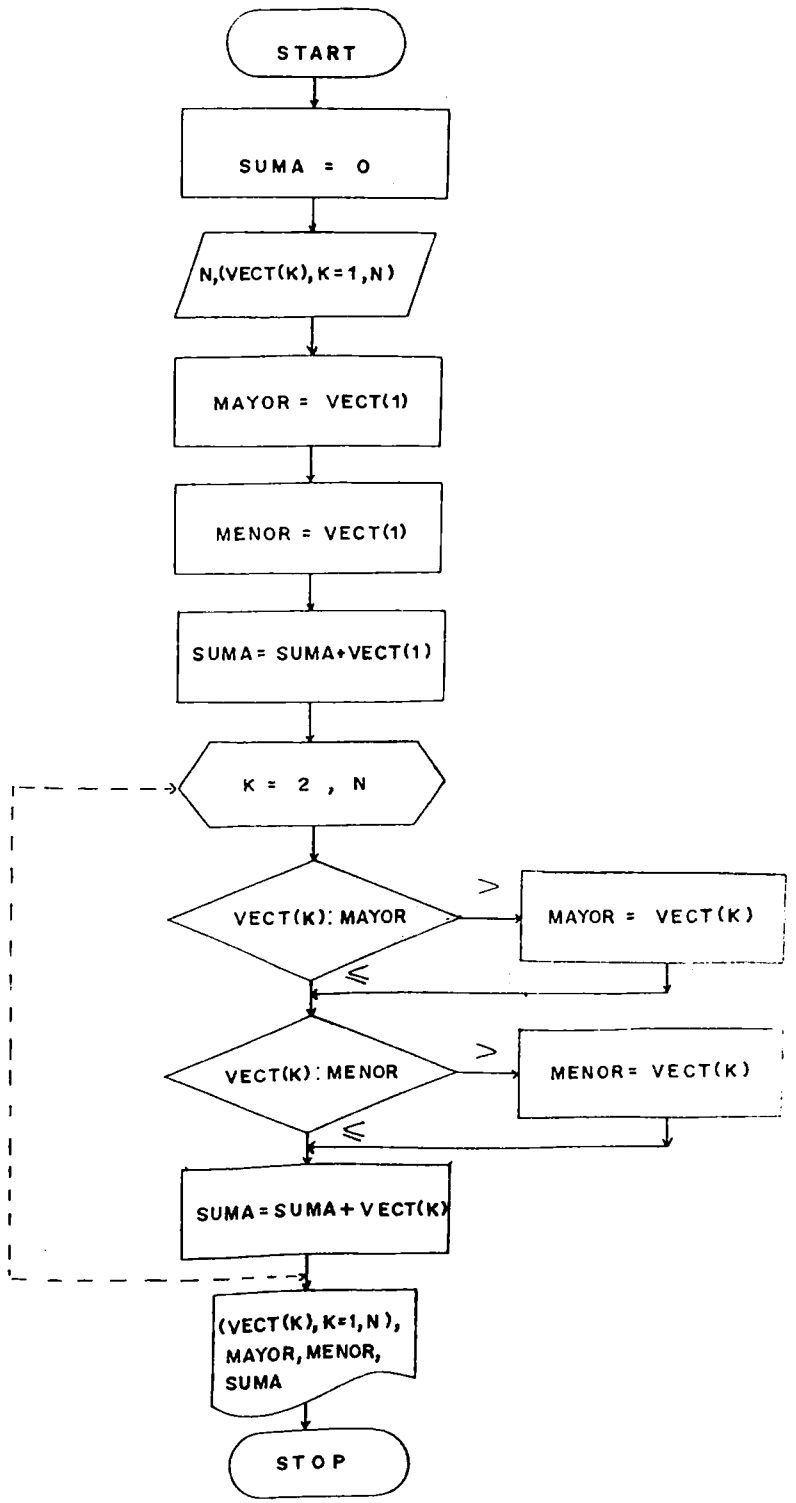 START
SUMA = 0
N,(VECT(K),K=1,N)
MAYOR = VECT(1)
MENOR = VECT(1)
SUMA= SUMA+VECT(1)
K = 2 , N
>
VECT(K):MAYOR
MAYOR = VECT(K)
≤
>
VECT(K):MENOR
MENOR= VECT(K)
≤
SUMA=SUMA+VECT(K)
(VECT(K),K=1,N),
MAYOR,MENOR,
SUMA
STOP